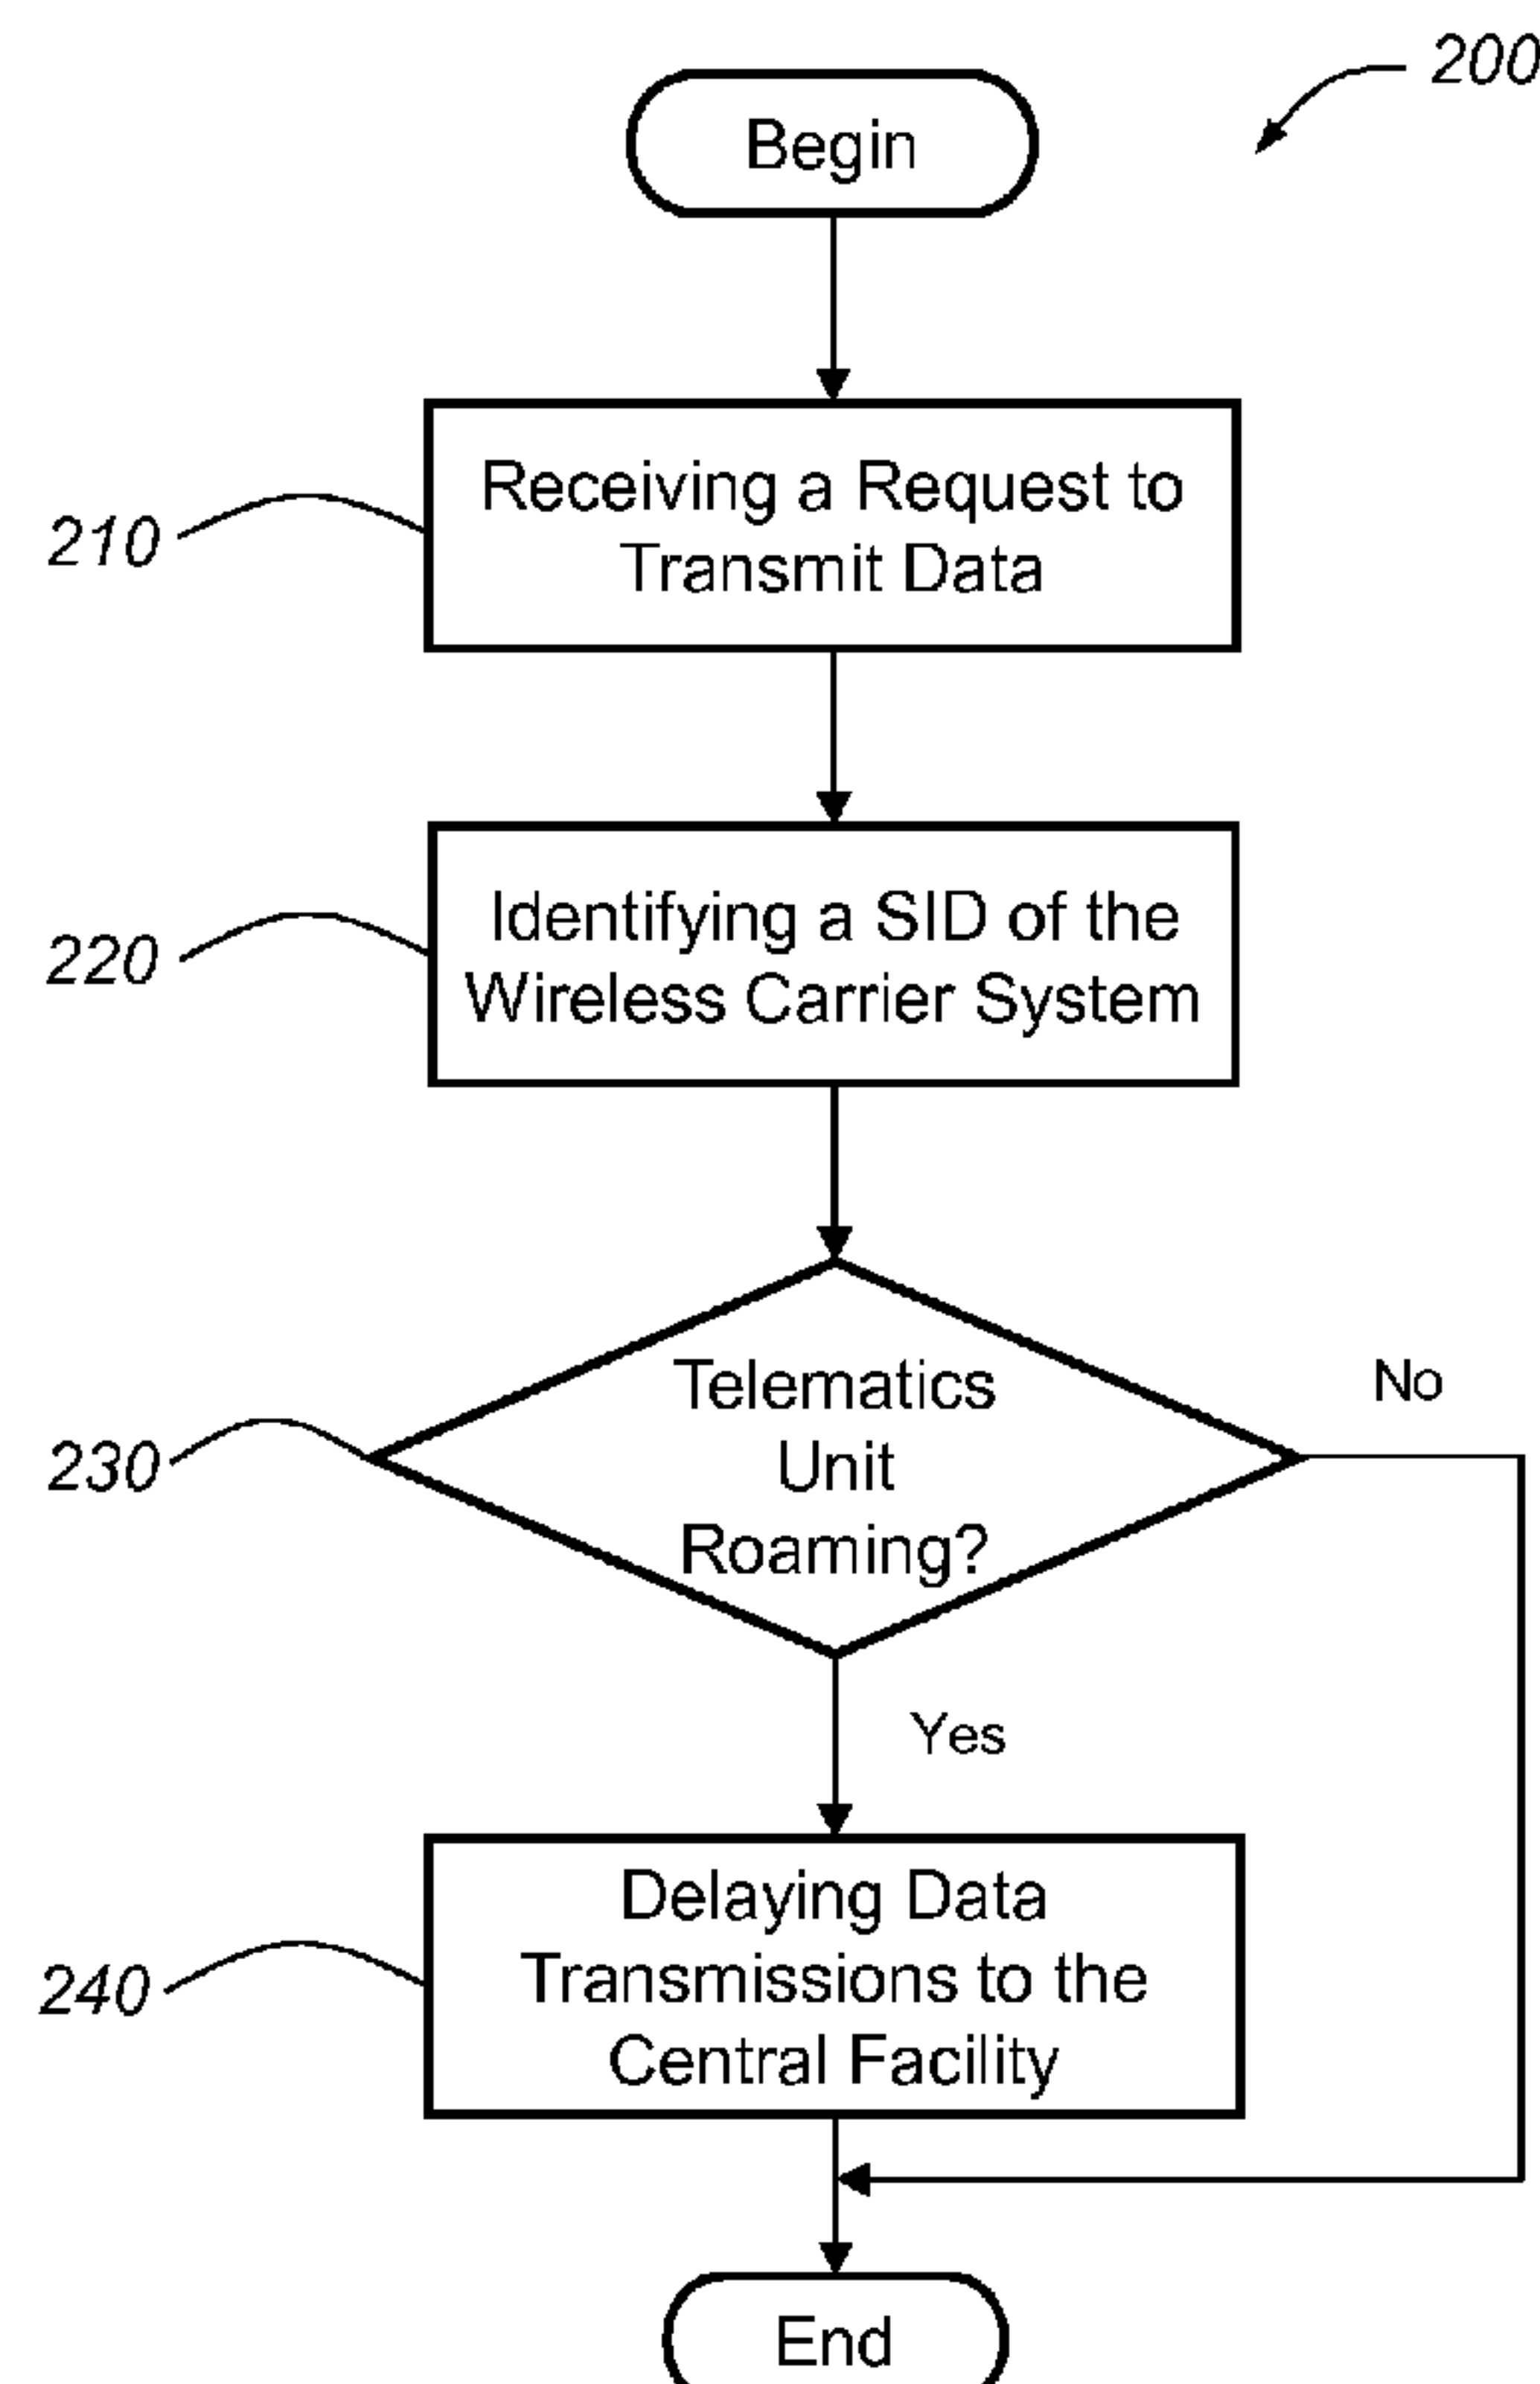 200
Begin
210
Receiving a Request to
Transmit Data
220
Identifying a SID of the
Wireless Carrier System
230
Telematics
Unit
Roaming?
No
Yes
240
Delaying Data
Transmissions to the
Central Facility
End